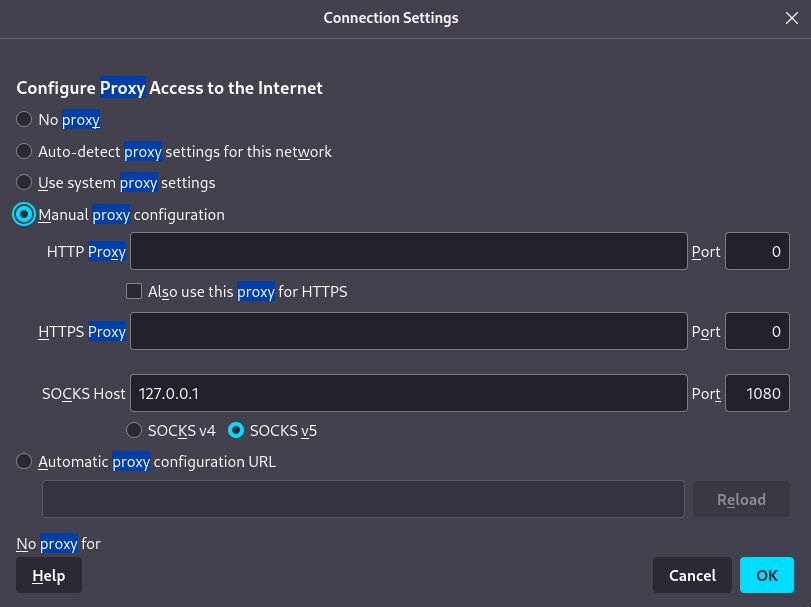 Connection Settings
Configure Proxy Access to the Internet
No proxy
Auto-detect proxy settings for this network
Use system proxy settings
Manual proxy configuration
HTTP Proxy Port 0
Also use this proxy for HTTPS
HTTPS Proxy Port 0
SOCKS Host 127.0.0.1 Port 1080
SOCKS v4 SOCKS v5
Automatic proxy configuration URL
Reload
No proxy for
Help Cancel OK